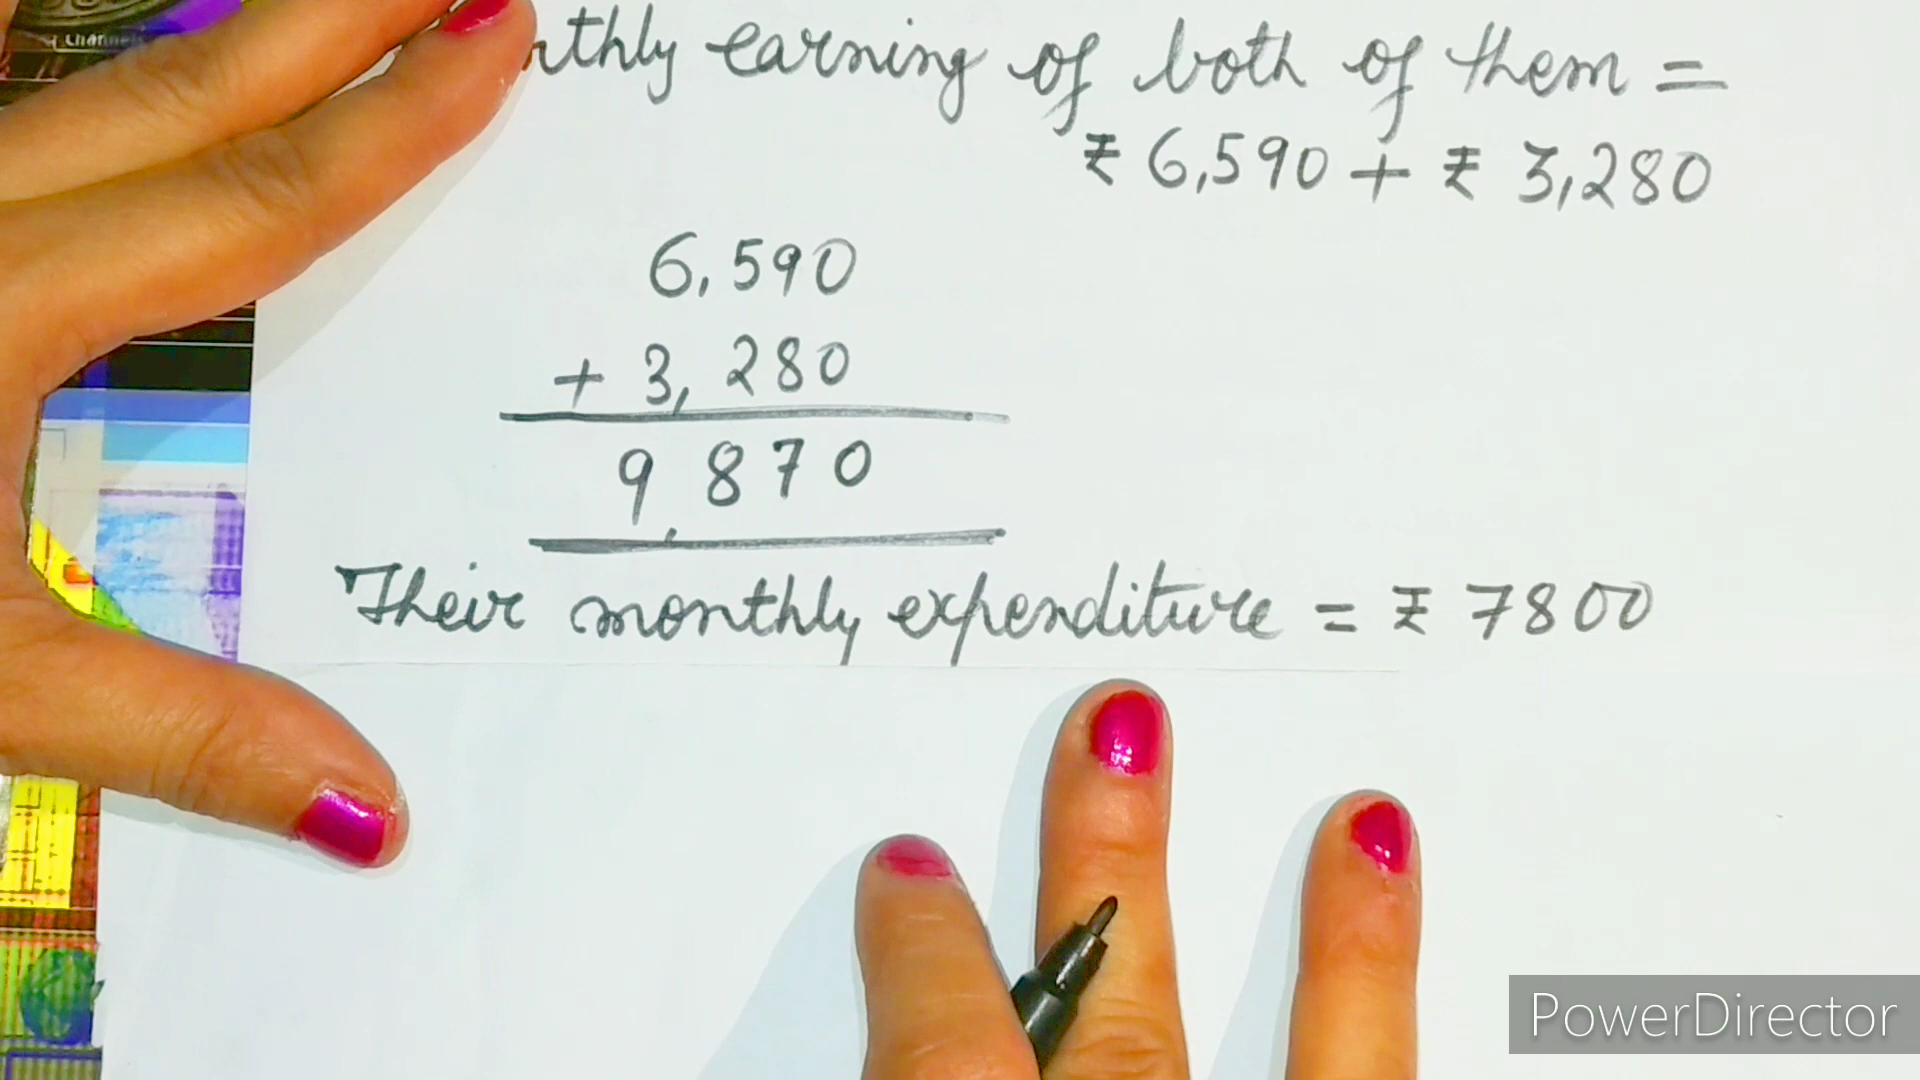 nthly earning of both of them =
₹ 6,590 + ₹ 3,280
6,590
+ 3,280
9,870
Their monthly expenditure = ₹ 7800
PowerDirector